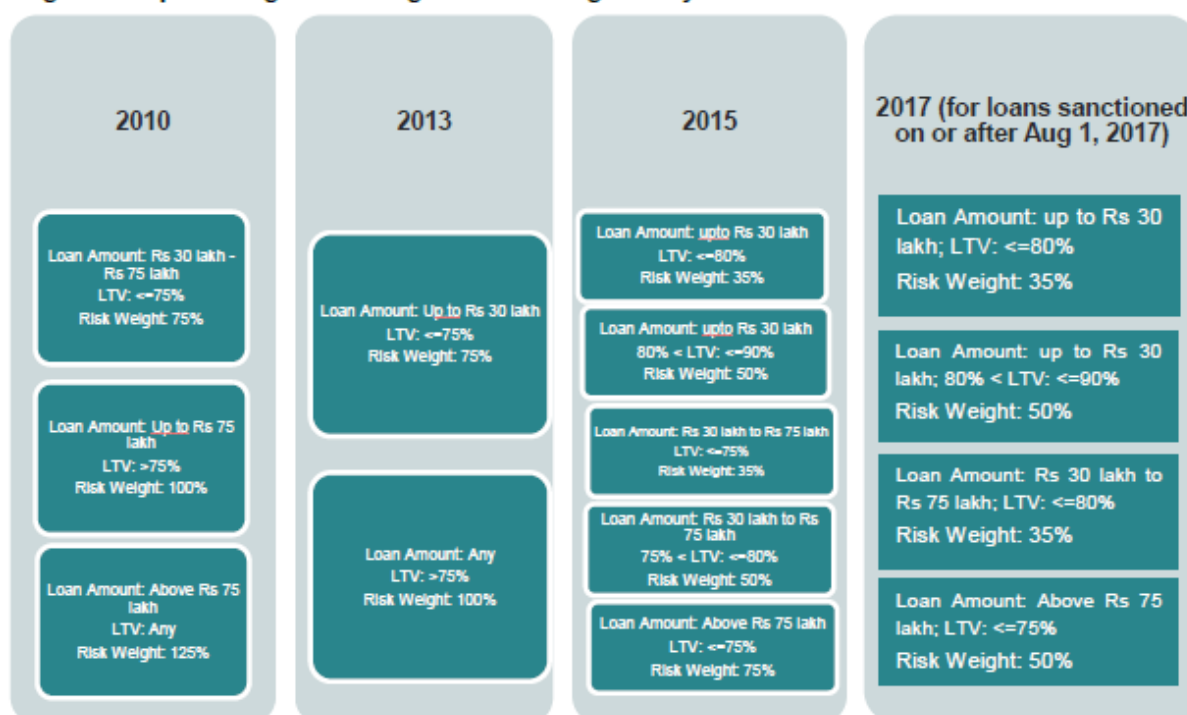 2010
Loan Amount: Rs 30 lakh -
Rs 75 lakh
LTV: <=75%
Risk Weight: 75%
Loan Amount: Up to Rs 75
lakh
LTV: >75%
Risk Weight: 100%
Loan Amount: Above Rs 75
lakh
LTV: Any
Risk Weight: 125%
2013
Loan Amount: Up to Rs 30 lakh
LTV: <=75%
Risk Weight: 75%
Loan Amount: Any
LTV: >75%
Risk Weight: 100%
2015
Loan Amount: upto Rs 30 lakh
LTV: <=80%
Risk Weight: 35%
Loan Amount: upto Rs 30 lakh
80% < LTV: <=90%
Risk Weight: 50%
Loan Amount: Rs 30 lakh to Rs 75 lakh
LTV: <=75%
Risk Weight: 35%
Loan Amount: Rs 30 lakh to Rs
75 lakh
75% < LTV: <=80%
Risk Weight: 50%
Loan Amount: Above Rs 75 lakh
LTV: <=75%
Risk Weight: 75%
2017 (for loans sanctioned
on or after Aug 1, 2017)
Loan Amount: up to Rs 30
lakh; LTV: <=80%
Risk Weight: 35%
Loan Amount: up to Rs 30
lakh; 80% < LTV: <=90%
Risk Weight: 50%
Loan Amount: Rs 30 lakh to
Rs 75 lakh; LTV: <=80%
Risk Weight: 35%
Loan Amount: Above Rs 75
lakh; LTV: <=75%
Risk Weight: 50%